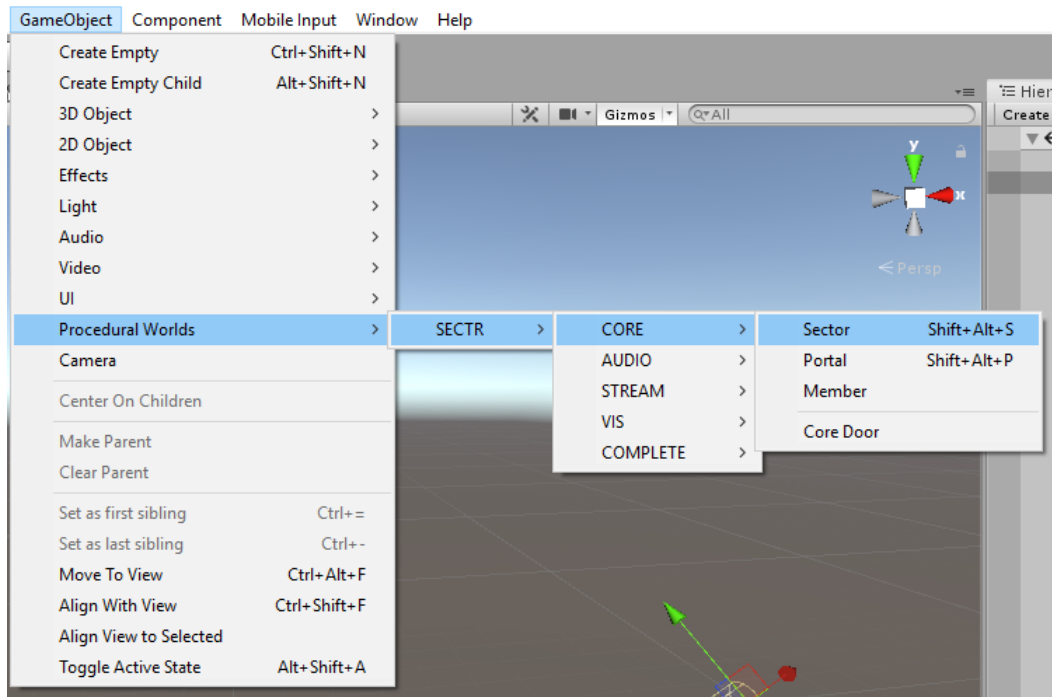 GameObject Component Mobile Input Window Help
Create Empty Ctrl+Shift+N
Create Empty Child Alt+Shift+N
3D Object
2D Object
Effects
Light
Audio
Video
UI
Procedural Worlds
Camera
Center On Children
Make Parent
Clear Parent
Set as first sibling Ctrl+=
Set as last sibling Ctrl+-
Move To View Ctrl+Alt+F
Align With View Ctrl+Shift+F
Align View to Selected
Toggle Active State Alt+Shift+A
SECTR
CORE
AUDIO
STREAM
VIS
COMPLETE
Sector Shift+Alt+S
Portal Shift+Alt+P
Member
Core Door
Gizmos
All
y
x
Persp
Hier
Create